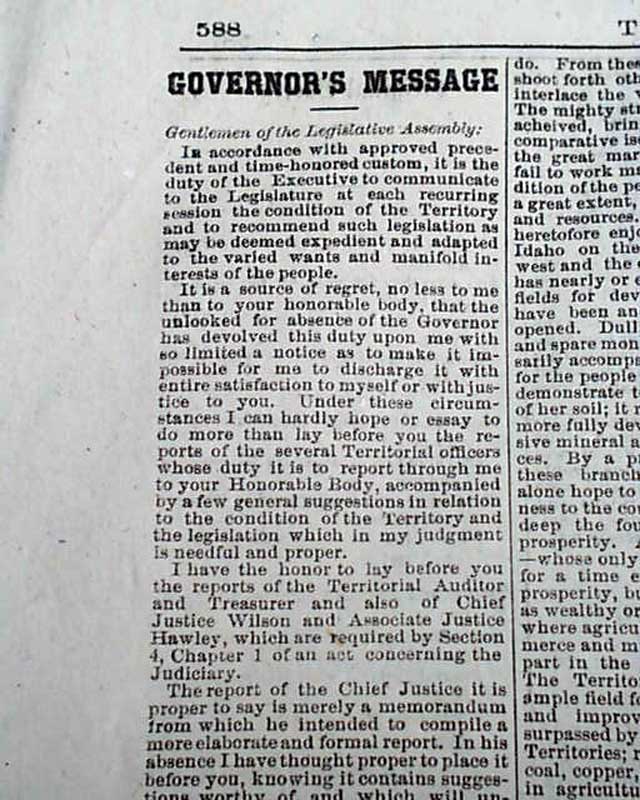 588
T
GOVERNOR'S MESSAGE
Gentlemen of the Legislative Assembly:
In accordance with approved prece-
dent and time-honored custom, it is the
duty of the Executive to communicate
to the Legislature at each recurring
session the condition of the Territory
and to recommend such legislation as
may be deemed expedient and adapted
to the varied wants and manifold in-
terests of the people.
It is a source of regret, no less to me
than to your honorable body, that the
unlooked for absence of the Governor
has devolved this duty upon me with
so limited a notice as to make it im-
possible for me to discharge it with
entire satisfaction to myself or with jus-
tice to you. Under these circum-
stances I can hardly hope or essay to
do more than lay before you the re-
ports of the several Territorial officers
whose duty it is to report through me
to your Honorable Body, accompanied
by a few general suggestions in relation
to the condition of the Territory and
the legislation which in my judgment
is needful and proper.
I have the honor to lay before you
the reports of the Territorial Auditor
and Treasurer and also of Chief
Justice Wilson and Associate Justice
Hawley, which are required by Section
4, Chapter 1 of an act concerning the
Judiciary.
The report of the Chief Justice it is
proper to say is merely a memorandum
from which he intended to compile a
more elaborate and formal report. In his
absence I have thought proper to place it
before you, knowing it contains sugges-
tions worthy of, and which will un-
do. From these
shoot forth oth
interlace the
The mighty str
acheived, brin
comparative is
the great mar
fail to work ma
dition of the pe
a great extent,
and resources.
heretofore enjo
Idaho on the
west and the
has nearly or e
fields for dev
have been an
opened. Dull
and spare mon
sarily accompa
for the people
demonstrate t
of her soil; it r
more fully dev
sive mineral a
ces. By a p
these branch
alone hope to
ness to the co
deep the fou
prosperity.
—whose only
for a time e
prosperity, bu
as wealthy or
where agricu
merce and m
part in the
The Territo
ample field fo
and improv
surpassed by
Territories; r
coal, copper,
in agricultu